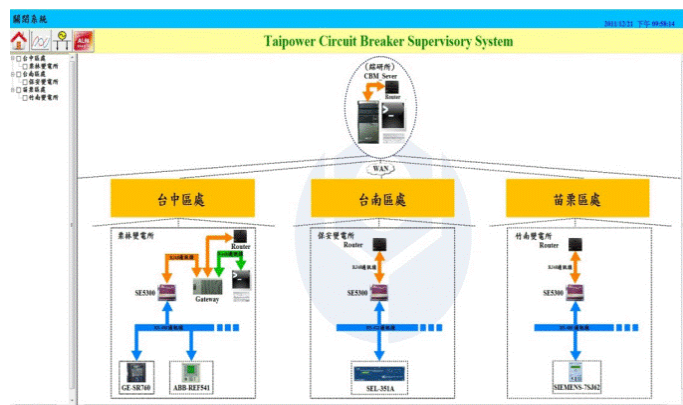 關閉系統
2011/12/21 下午 09:58:14
ALM
Taipower Circuit Breaker Supervisory System
台中區處
栗林變電所
台南區處
保安變電所
苗栗區處
竹南變電所
(綜研所)
CBM_Sever
Router
WAN
台中區處
台南區處
苗栗區處
栗林變電所
Router
SE5300
Gateway
GE-SR760
ABB-REF541
保安變電所
Router
SE5300
SEL-351A
竹南變電所
Router
SE5300
SIEMENS-7SJ62